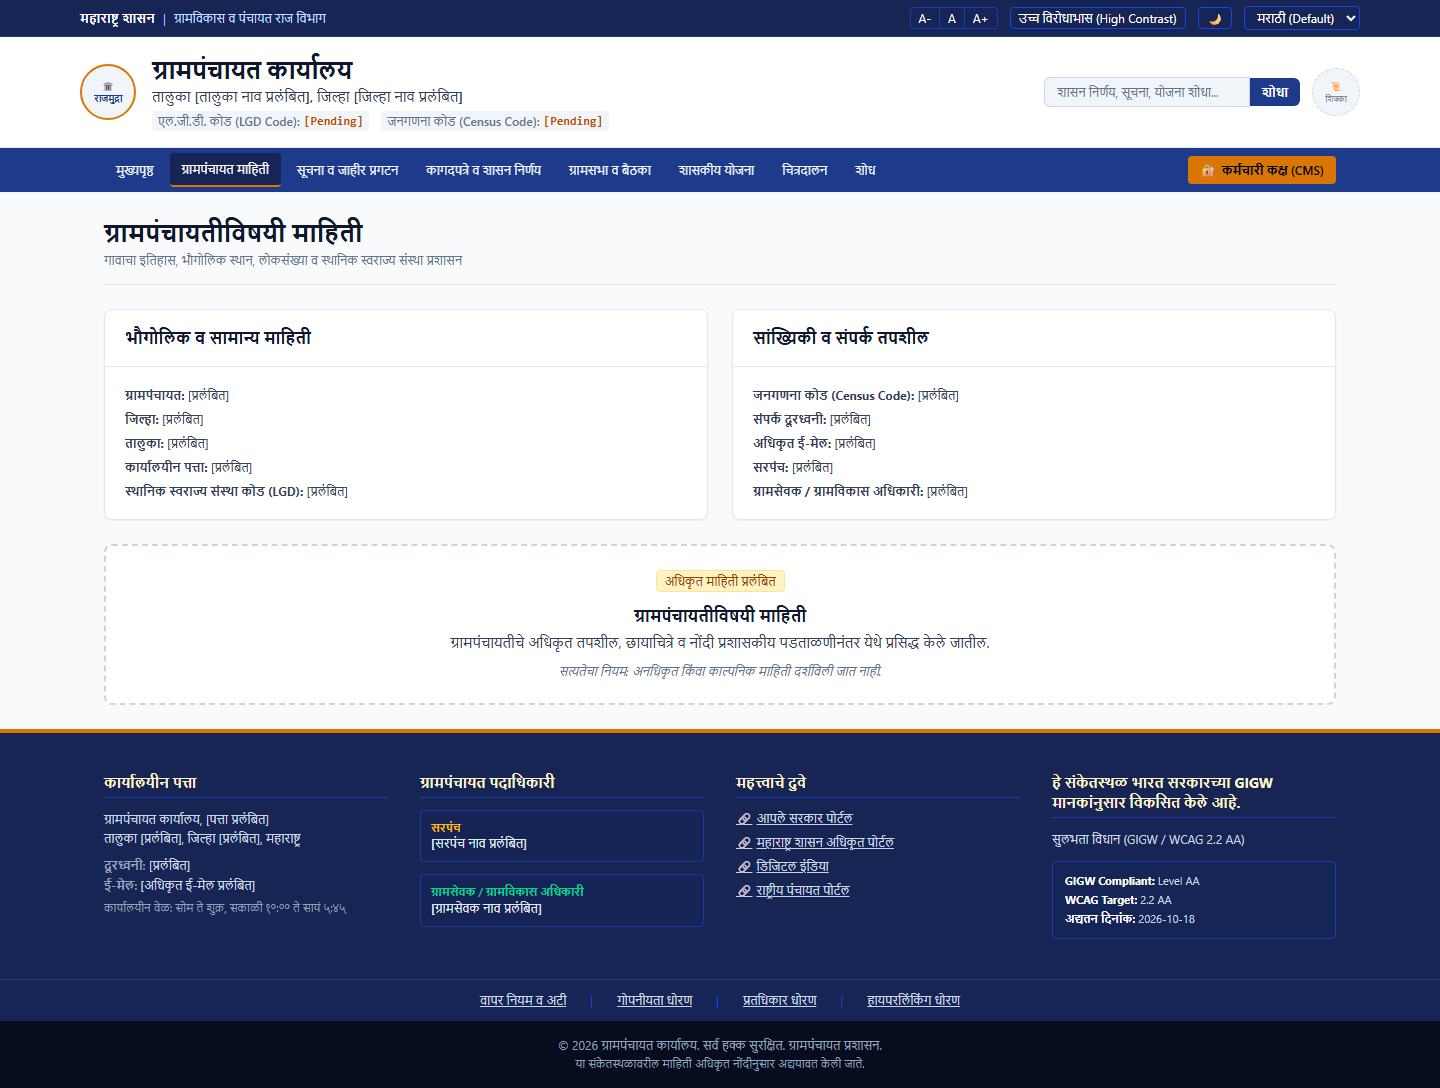 महाराष्ट्र शासन | ग्रामविकास व पंचायत राज विभाग
A- A A+ उच्च विरोधाभास (High Contrast) मराठी (Default)
राजमुद्रा
ग्रामपंचायत कार्यालय
तालुका [तालुका नाव प्रलंबित], जिल्हा [जिल्हा नाव प्रलंबित]
एल.जी.डी. कोड (LGD Code): [Pending] जनगणना कोड (Census Code): [Pending]
शासन निर्णय, सूचना, योजना शोधा... शोधा
शिक्का
मुख्यपृष्ठ ग्रामपंचायत माहिती सूचना व जाहीर प्रगटन कागदपत्रे व शासन निर्णय ग्रामसभा व बैठका शासकीय योजना चित्रदालन शोध कर्मचारी कक्ष (CMS)
ग्रामपंचायतीविषयी माहिती
गावाचा इतिहास, भौगोलिक स्थान, लोकसंख्या व स्थानिक स्वराज्य संस्था प्रशासन
भौगोलिक व सामान्य माहिती
ग्रामपंचायत: [प्रलंबित]
जिल्हा: [प्रलंबित]
तालुका: [प्रलंबित]
कार्यालयीन पत्ता: [प्रलंबित]
स्थानिक स्वराज्य संस्था कोड (LGD): [प्रलंबित]
सांख्यिकी व संपर्क तपशील
जनगणना कोड (Census Code): [प्रलंबित]
संपर्क दूरध्वनी: [प्रलंबित]
अधिकृत ई-मेल: [प्रलंबित]
सरपंच: [प्रलंबित]
ग्रामसेवक / ग्रामविकास अधिकारी: [प्रलंबित]
अधिकृत माहिती प्रलंबित
ग्रामपंचायतीविषयी माहिती
ग्रामपंचायतीचे अधिकृत तपशील, छायाचित्रे व नोंदी प्रशासकीय पडताळणीनंतर येथे प्रसिद्ध केले जातील.
सत्यतेचा नियम: अनधिकृत किंवा काल्पनिक माहिती दर्शविली जात नाही.
कार्यालयीन पत्ता
ग्रामपंचायत कार्यालय, [पत्ता प्रलंबित]
तालुका [प्रलंबित], जिल्हा [प्रलंबित], महाराष्ट्र
दूरध्वनी: [प्रलंबित]
ई-मेल: [अधिकृत ई-मेल प्रलंबित]
कार्यालयीन वेळ: सोम ते शुक्र, सकाळी १०:०० ते सायं ५:४५
ग्रामपंचायत पदाधिकारी
सरपंच
[सरपंच नाव प्रलंबित]
ग्रामसेवक / ग्रामविकास अधिकारी
[ग्रामसेवक नाव प्रलंबित]
महत्त्वाचे दुवे
आपले सरकार पोर्टल
महाराष्ट्र शासन अधिकृत पोर्टल
डिजिटल इंडिया
राष्ट्रीय पंचायत पोर्टल
हे संकेतस्थळ भारत सरकारच्या GIGW
मानकांनुसार विकसित केले आहे.
सुलभता विधान (GIGW / WCAG 2.2 AA)
GIGW Compliant: Level AA
WCAG Target: 2.2 AA
अद्यतन दिनांक: 2026-10-18
वापर नियम व अटी | गोपनीयता धोरण | प्रतधिकार धोरण | हायपरलिंकिंग धोरण
© 2026 ग्रामपंचायत कार्यालय. सर्व हक्क सुरक्षित. ग्रामपंचायत प्रशासन.
या संकेतस्थळावरील माहिती अधिकृत नोंदीनुसार अद्ययावत केली जाते.